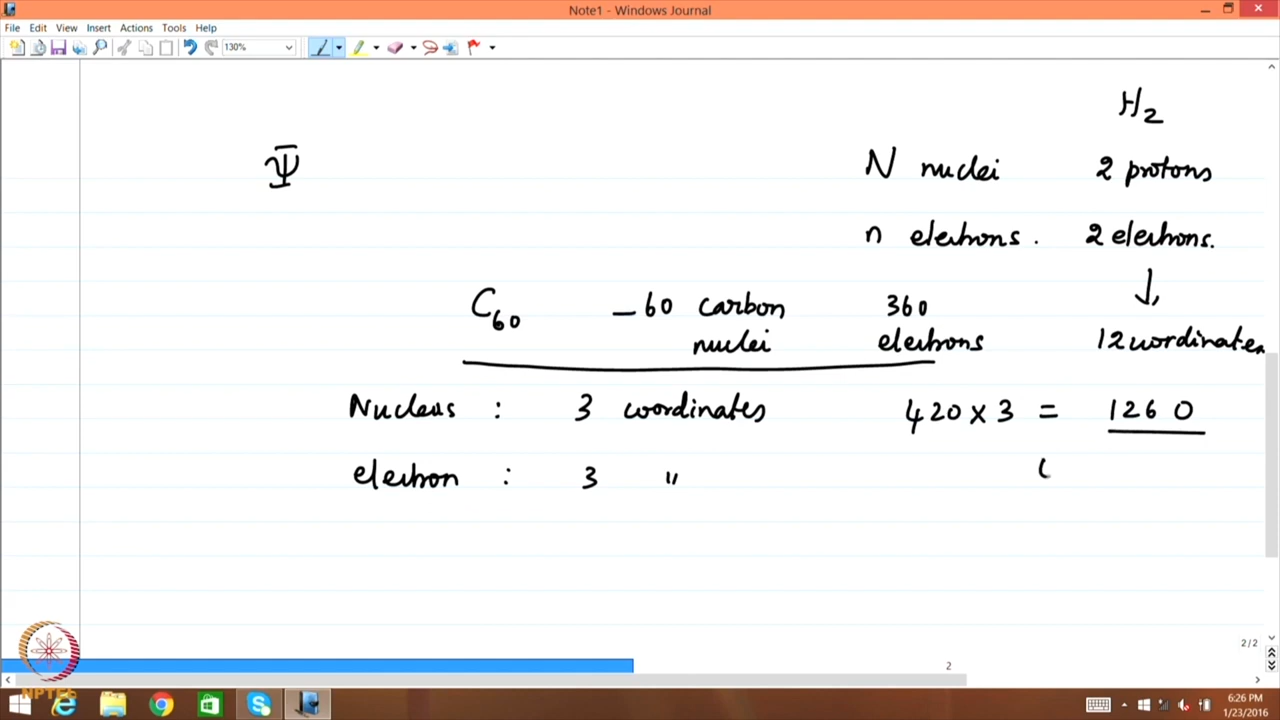 Note1 - Windows Journal
File Edit View Insert Actions Tools Help
130%
H2
Ψ N nuclei 2 protons
n electrons. 2 electrons.
C60 – 60 carbon 360
nuclei electrons 12 coordinates
Nucleus : 3 coordinates 420 x 3 = 1260
electron : 3 " (
2/2
2
NPTEL
6:26 PM
1/23/2016